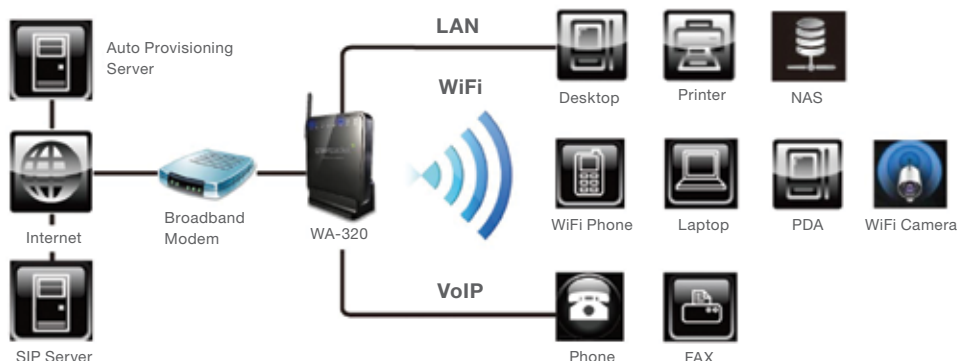 LAN
Auto Provisioning
Server
WiFi
Desktop
Printer
NAS
Internet
Broadband
Modem
WA-320
WiFi Phone
Laptop
PDA
WiFi Camera
VoIP
SIP Server
Phone
FAX